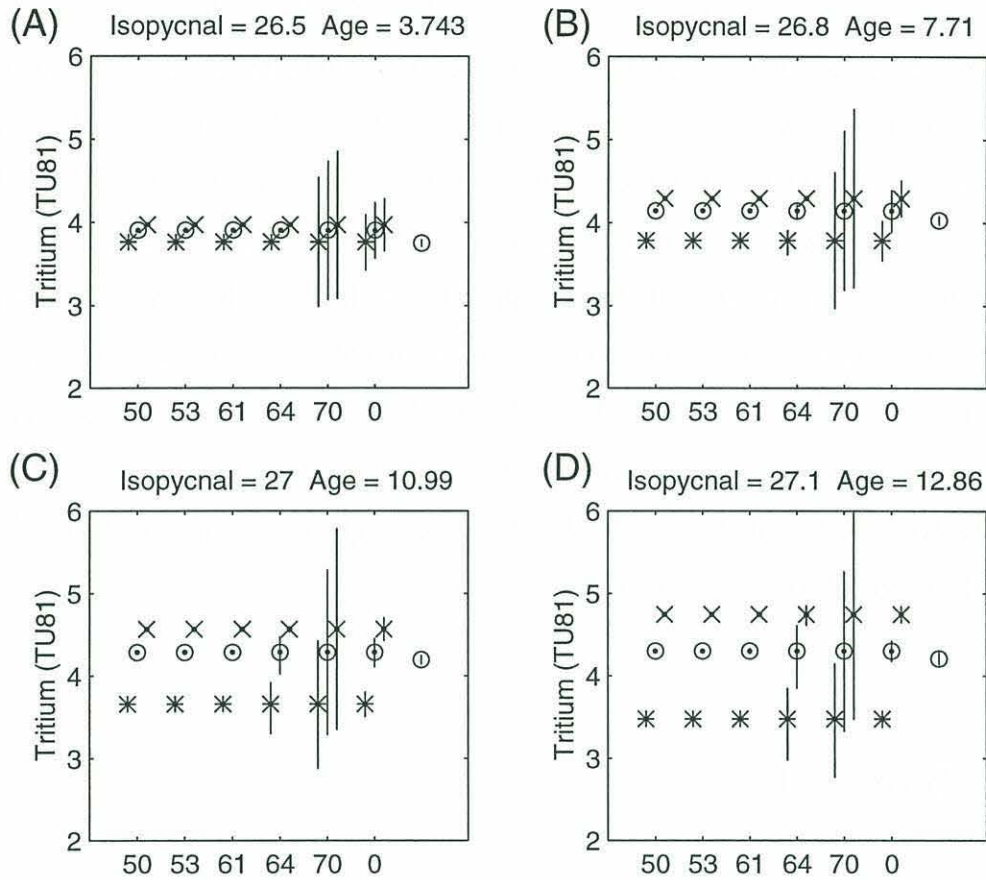 (A) Isopycnal = 26.5 Age = 3.743
6
5
4
3
2
Tritium (TU81)
50 53 61 64 70 0
(B) Isopycnal = 26.8 Age = 7.71
6
5
4
3
2
Tritium (TU81)
50 53 61 64 70 0
(C) Isopycnal = 27 Age = 10.99
6
5
4
3
2
Tritium (TU81)
50 53 61 64 70 0
(D) Isopycnal = 27.1 Age = 12.86
6
5
4
3
2
Tritium (TU81)
50 53 61 64 70 0